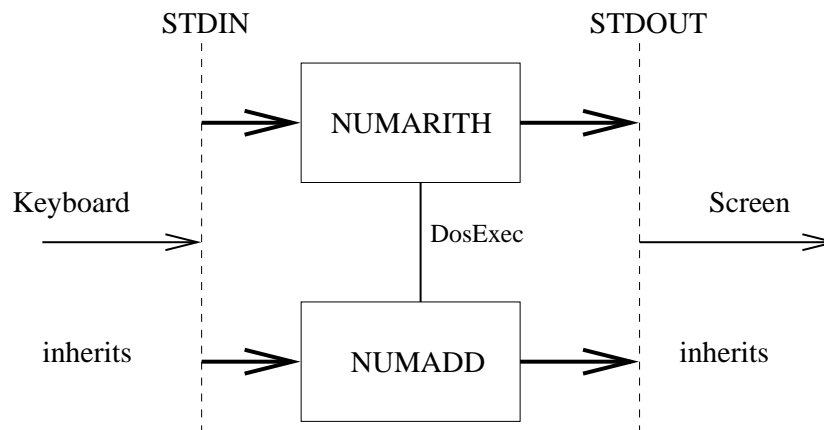 STDIN
STDOUT
NUMARITH
Keyboard
Screen
DosExec
inherits
NUMADD
inherits